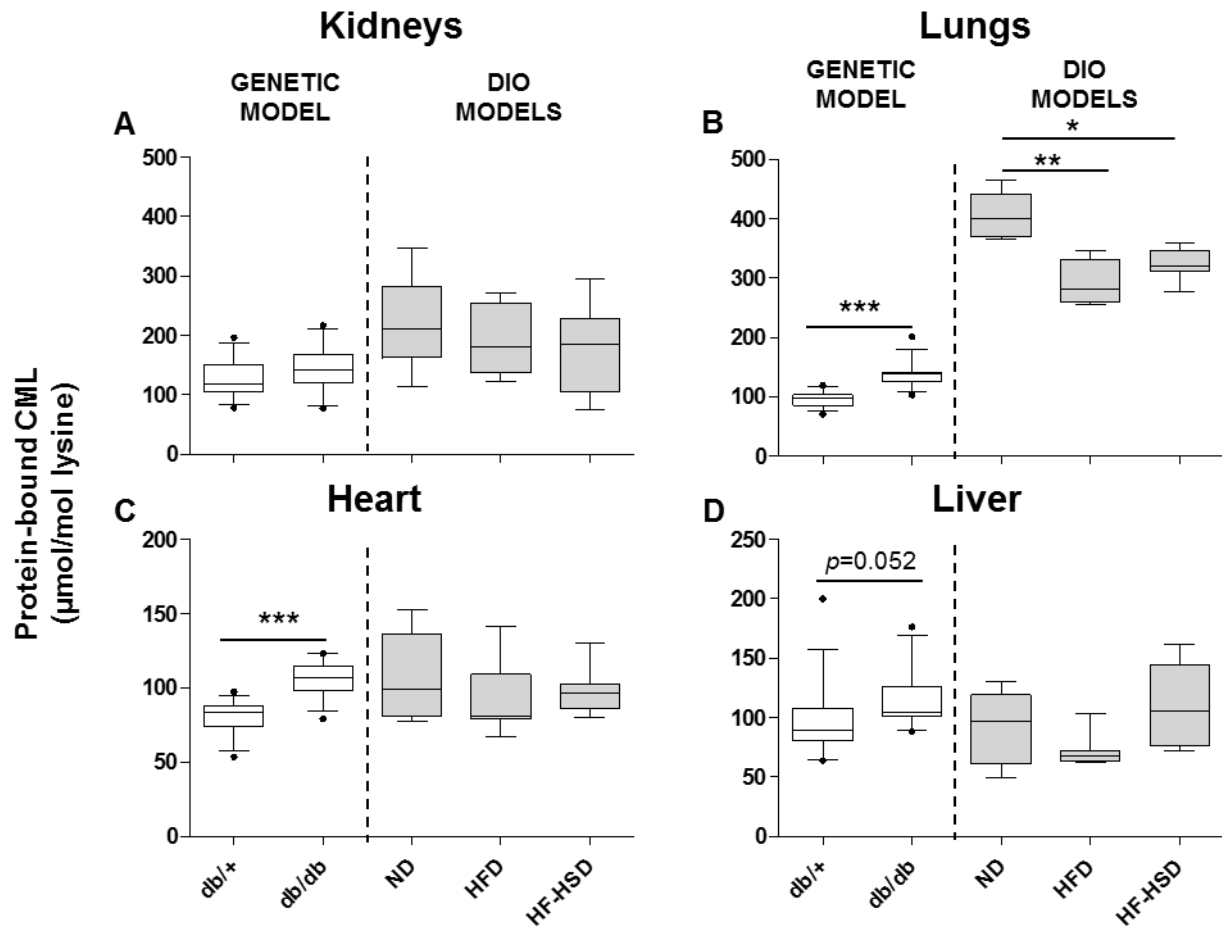 Kidneys
Lungs
GENETIC
MODEL
DIO
MODELS
GENETIC
MODEL
DIO
MODELS
A
500
400
300
200
100
0
B
500
400
300
200
100
0
***
**
*
Protein-bound CML
(µmol/mol lysine)
Heart
Liver
C
200
150
100
50
0
***
D
250
200
150
100
50
0
p=0.052
db/+
db/db
ND
HFD
HF-HSD
db/+
db/db
ND
HFD
HF-HSD